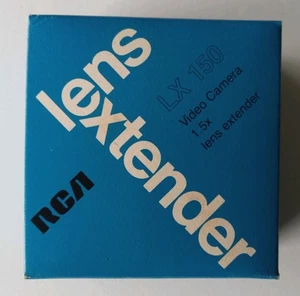 lens
extender
LX 150
Video Camera
1.5x
lens extender
RCA